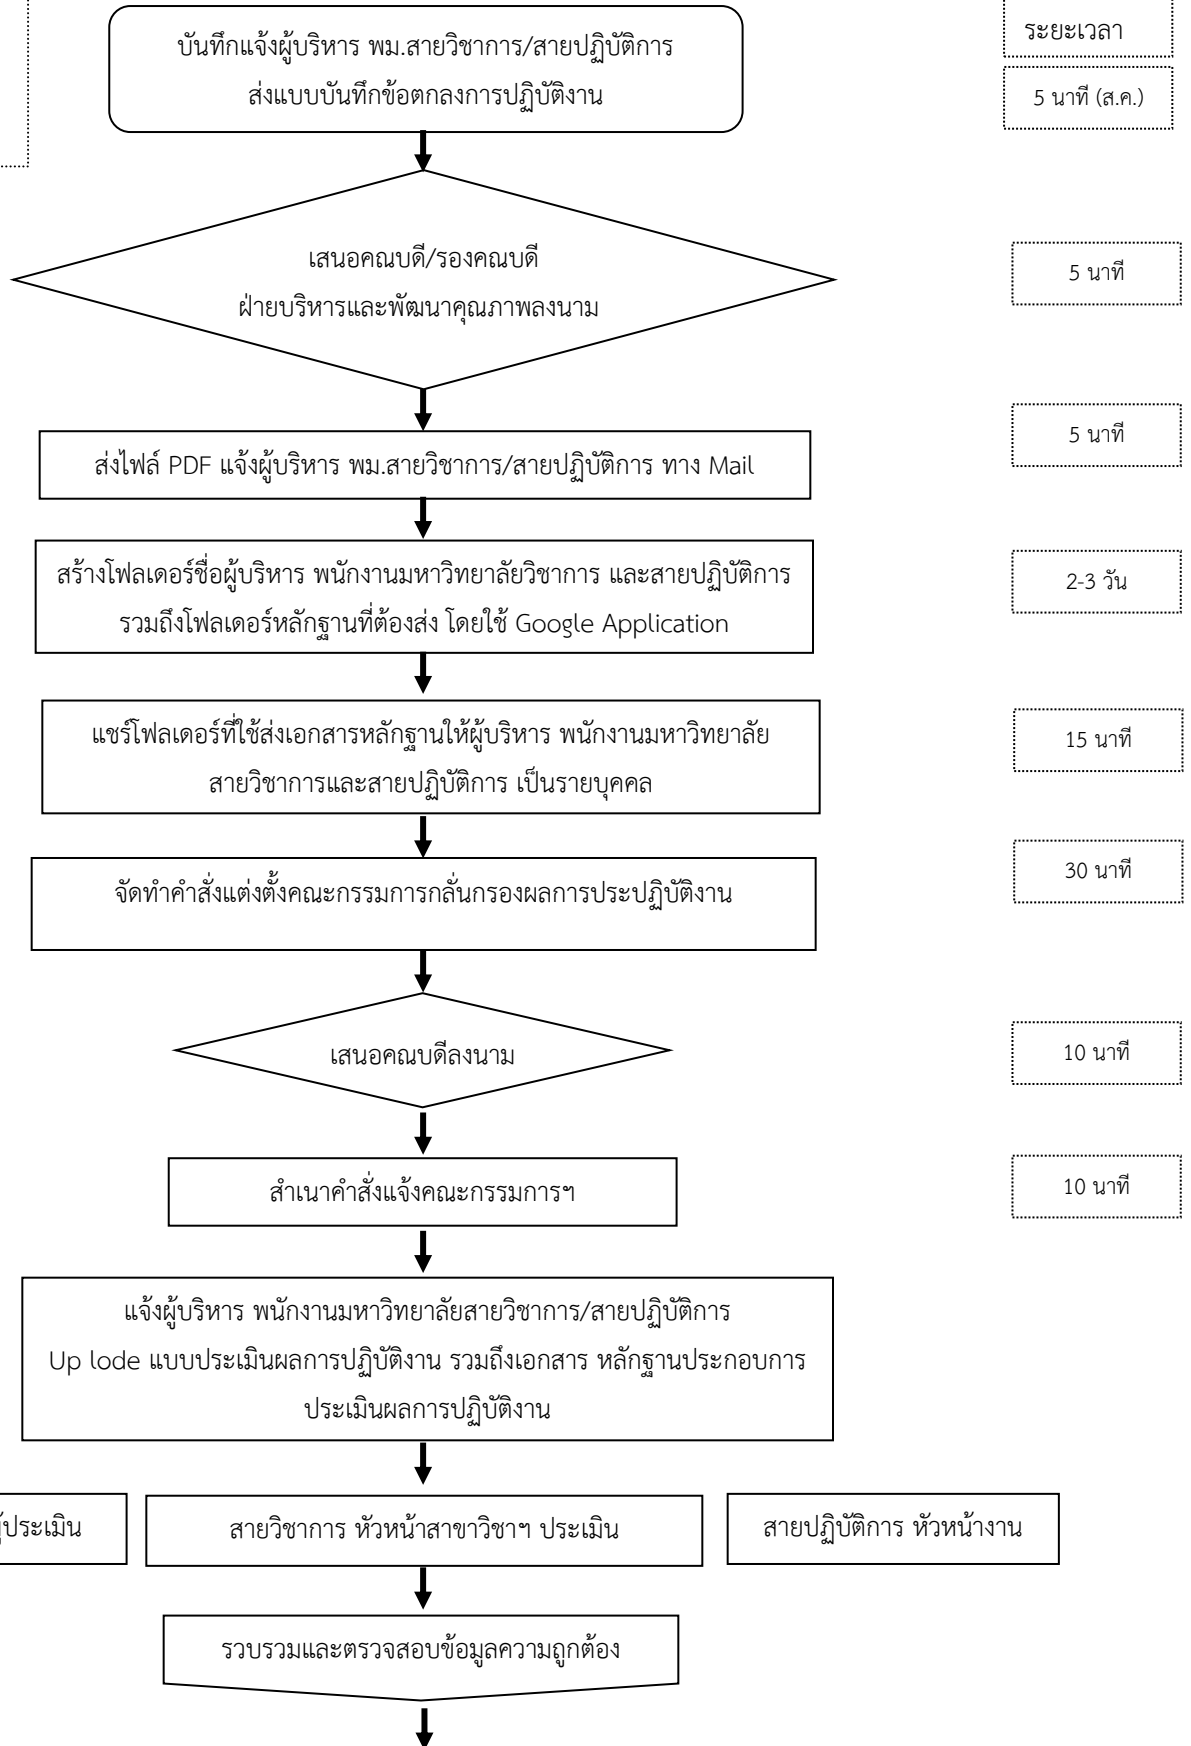 บันทึกแจ้งผู้บริหาร พม.สายวิชาการ/สายปฏิบัติการ
ส่งแบบบันทึกข้อตกลงการปฏิบัติงาน
ระยะเวลา
5 นาที (ส.ค.)
เสนอคณบดี/รองคณบดี
ฝ่ายบริหารและพัฒนาคุณภาพลงนาม
5 นาที
ส่งไฟล์ PDF แจ้งผู้บริหาร พม.สายวิชาการ/สายปฏิบัติการ ทาง Mail
5 นาที
สร้างโฟลเดอร์ชื่อผู้บริหาร พนักงานมหาวิทยาลัยวิชาการ และสายปฏิบัติการ
รวมถึงโฟลเดอร์หลักฐานที่ต้องส่ง โดยใช้ Google Application
2-3 วัน
แชร์โฟลเดอร์ที่ใช้ส่งเอกสารหลักฐานให้ผู้บริหาร พนักงานมหาวิทยาลัย
สายวิชาการและสายปฏิบัติการ เป็นรายบุคคล
15 นาที
จัดทำคำสั่งแต่งตั้งคณะกรรมการกลั่นกรองผลการประปฏิบัติงาน
30 นาที
เสนอคณบดีลงนาม
10 นาที
สำเนาคำสั่งแจ้งคณะกรรมการฯ
10 นาที
แจ้งผู้บริหาร พนักงานมหาวิทยาลัยสายวิชาการ/สายปฏิบัติการ
Up lode แบบประเมินผลการปฏิบัติงาน รวมถึงเอกสาร หลักฐานประกอบการ
ประเมินผลการปฏิบัติงาน
ประเมิน
สายวิชาการ หัวหน้าสาขาวิชาฯ ประเมิน
สายปฏิบัติการ หัวหน้างาน
รวบรวมและตรวจสอบข้อมูลความถูกต้อง